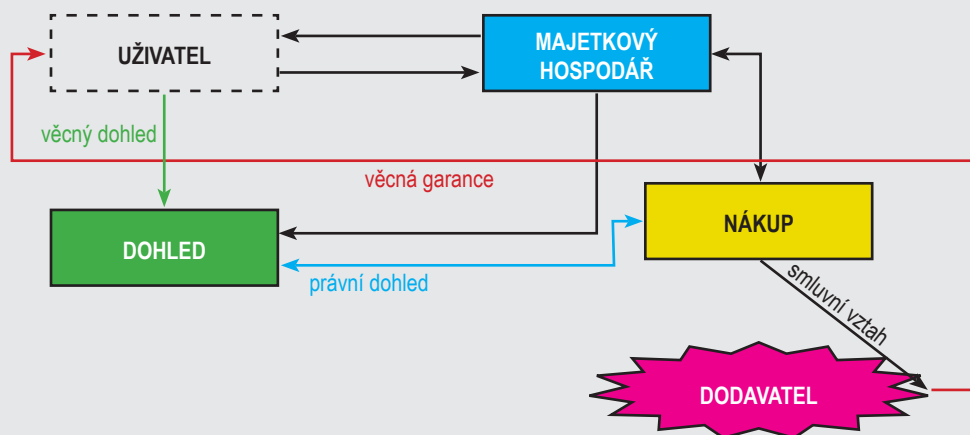 UŽIVATEL
MAJETKOVÝ
HOSPODÁŘ
věcný dohled
věcná garance
DOHLED
NÁKUP
právní dohled
smluvní vztah
DODAVATEL